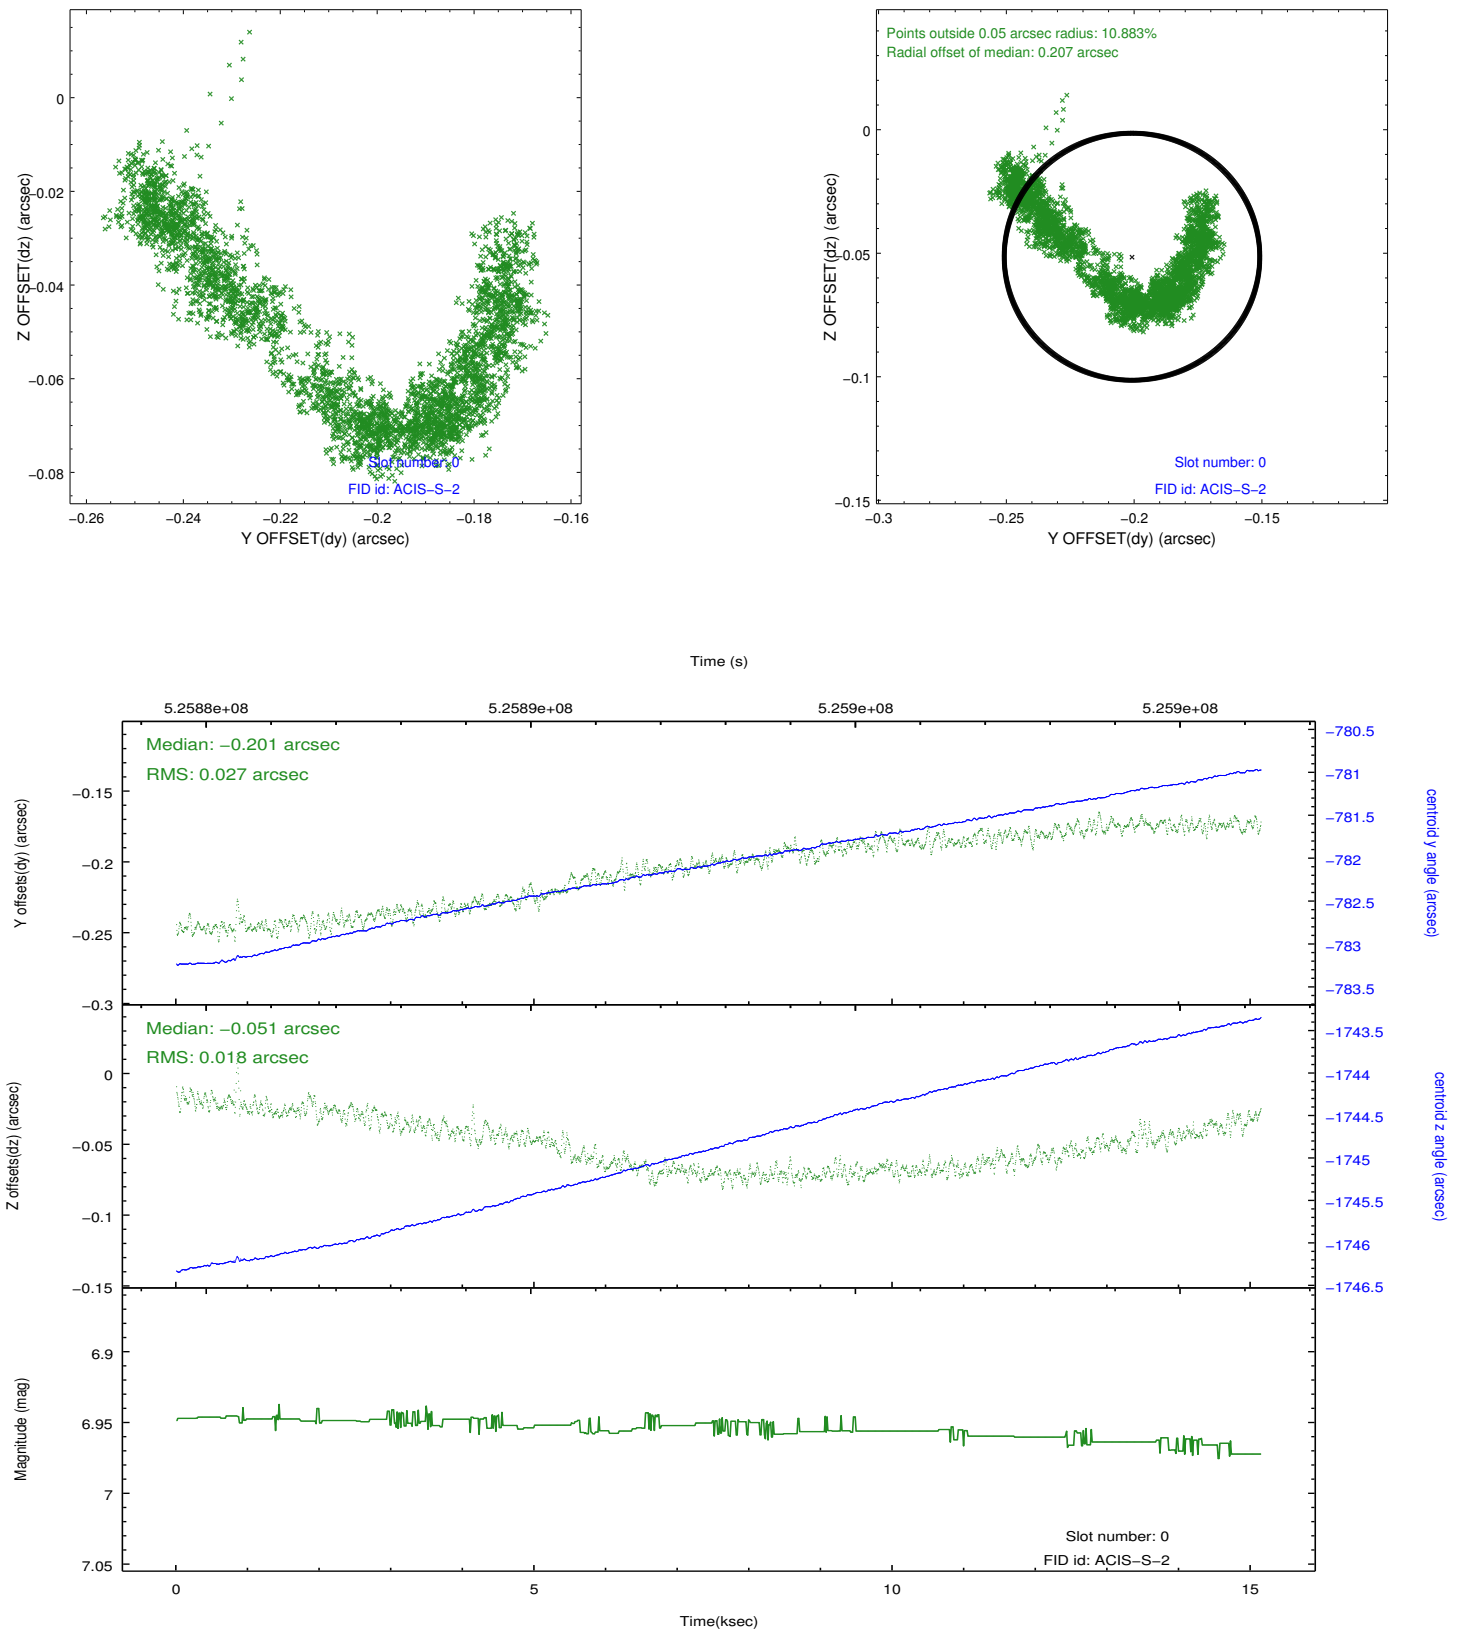 0
−0.02
−0.04
−0.06
−0.08
Z OFFSET(dz) (arcsec)
Slot number: 0
FID id: ACIS−S−2
−0.26 −0.24 −0.22 −0.2 −0.18 −0.16
Y OFFSET(dy) (arcsec)
Points outside 0.05 arcsec radius: 10.883%
Radial offset of median: 0.207 arcsec
0
−0.05
−0.1
−0.15
Z OFFSET(dz) (arcsec)
Slot number: 0
FID id: ACIS−S−2
−0.3 −0.25 −0.2 −0.15
Y OFFSET(dy) (arcsec)
Time (s)
5.2588e+08 5.2589e+08 5.259e+08 5.259e+08
Median: −0.201 arcsec
RMS: 0.027 arcsec
−0.15
−0.2
−0.25
−0.3
Y offsets(dy) (arcsec)
−780.5
−781
−781.5
−782
−782.5
−783
−783.5
centroid y angle (arcsec)
Median: −0.051 arcsec
RMS: 0.018 arcsec
0
−0.05
−0.1
−0.15
Z offsets(dz) (arcsec)
−1743.5
−1744
−1744.5
−1745
−1745.5
−1746
−1746.5
centroid z angle (arcsec)
6.9
6.95
7
7.05
Magnitude (mag)
Slot number: 0
FID id: ACIS−S−2
0 5 10 15
Time(ksec)